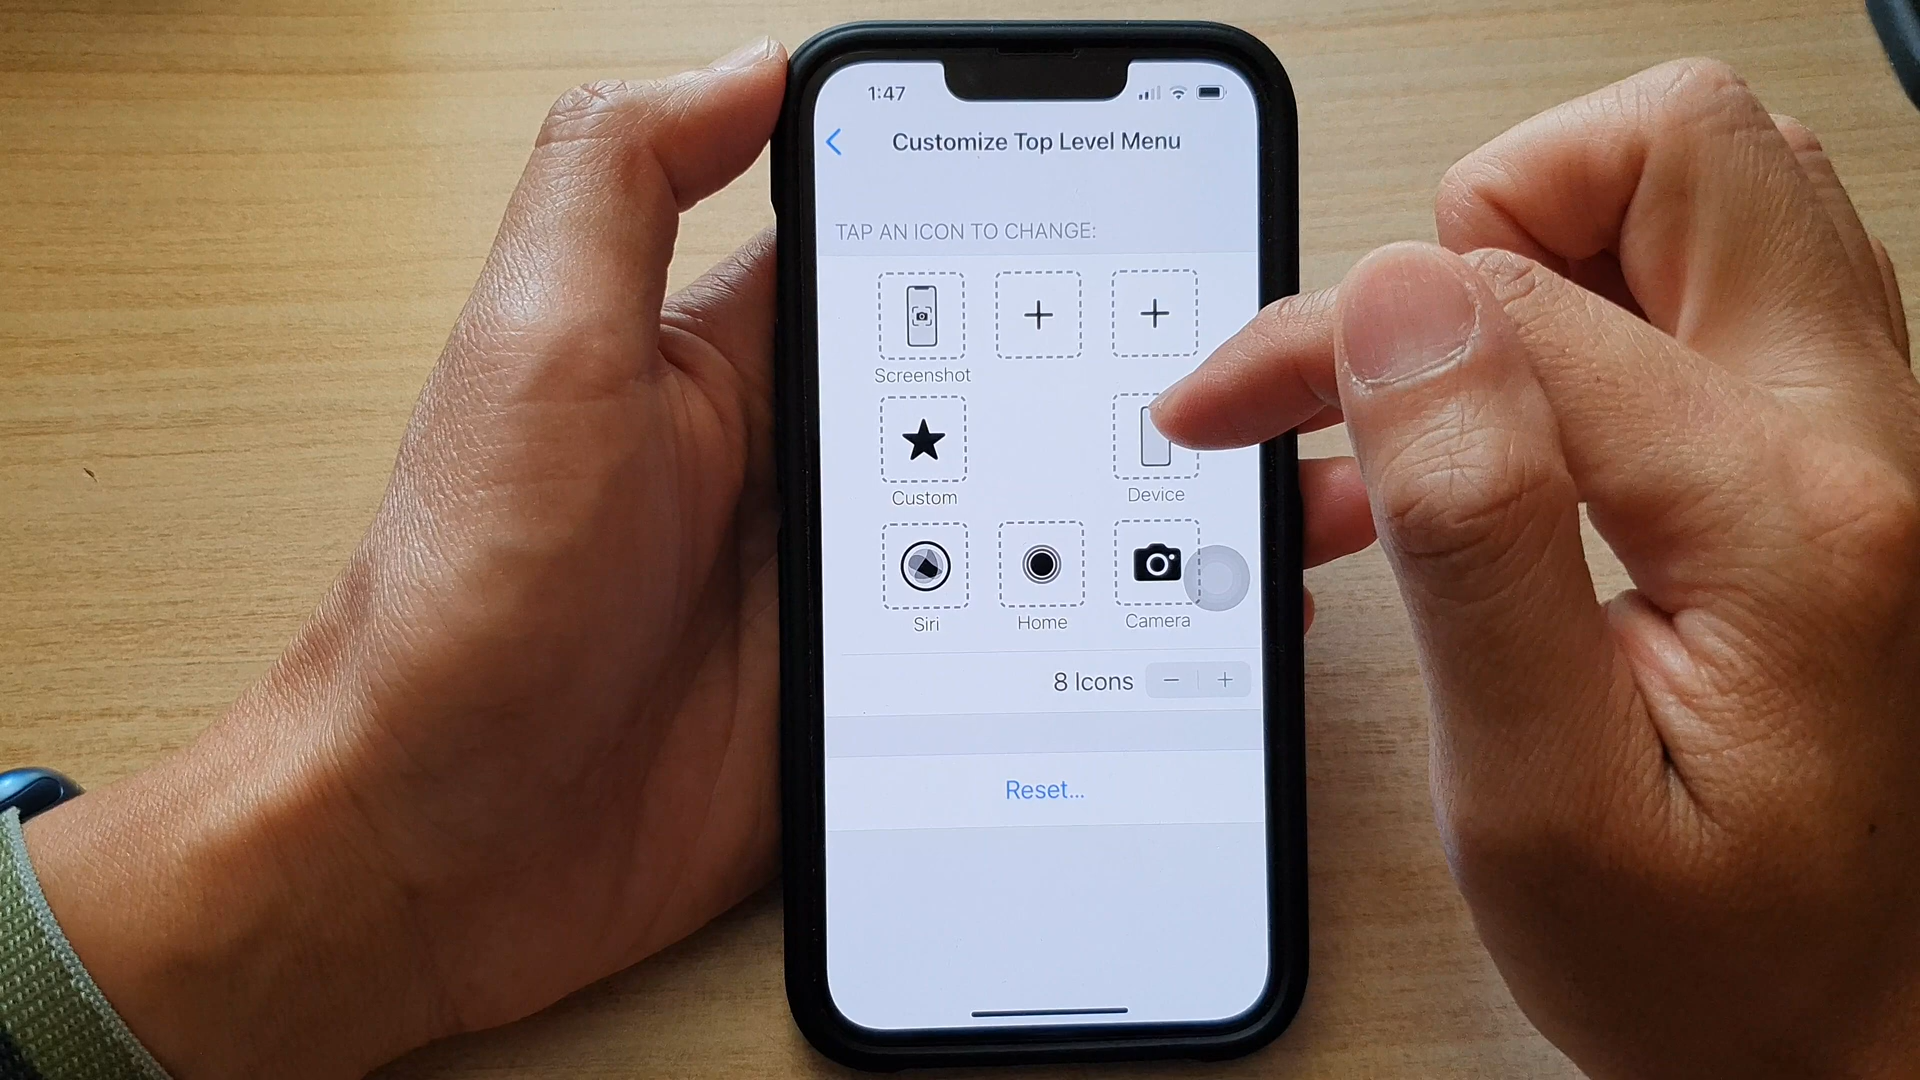 1:47
Customize Top Level Menu
TAP AN ICON TO CHANGE:
Screenshot
Custom
Device
Siri
Home
Camera
8 Icons
Reset...